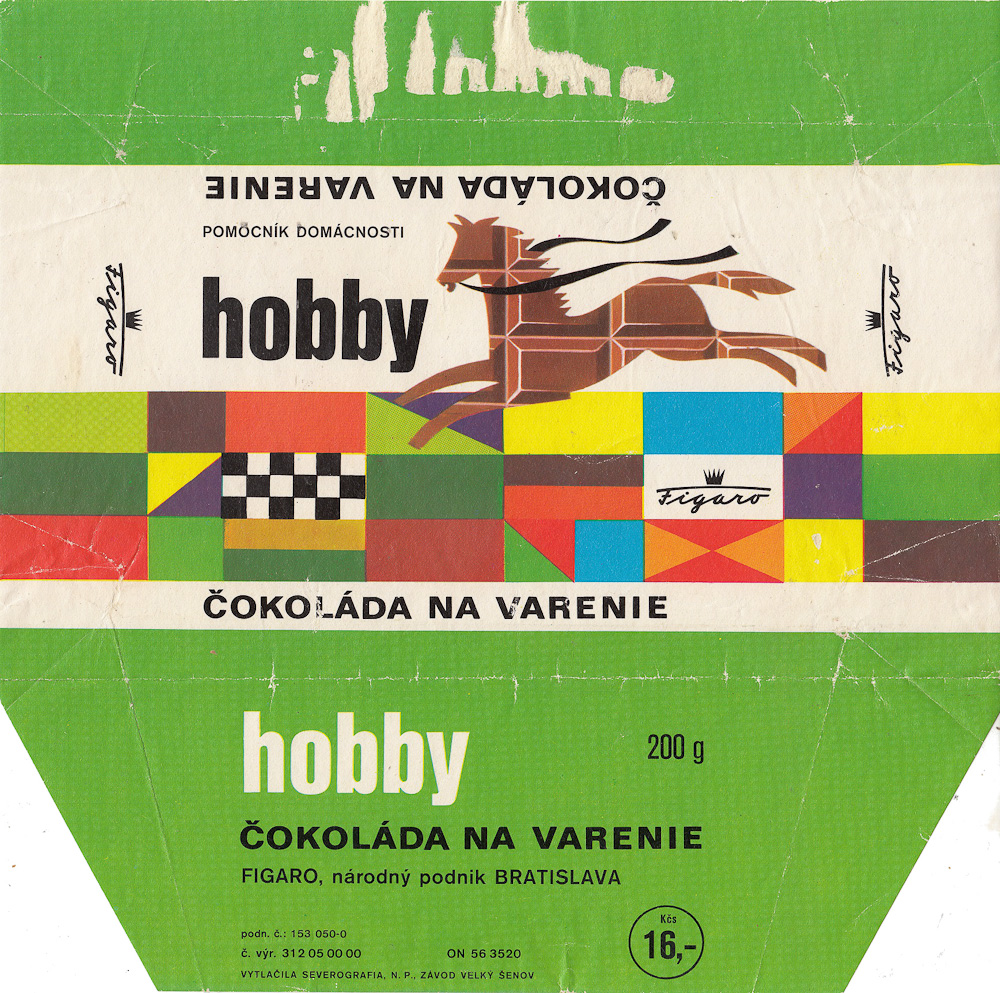 ČOKOLÁDA NA VARENIE
POMOCNÍK DOMÁCNOSTI
hobby
Figaro
Figaro
Figaro
ČOKOLÁDA NA VARENIE
hobby
200 g
ČOKOLÁDA NA VARENIE
FIGARO, národný podnik BRATISLAVA
podn. č.: 153 050-0
č. výr. 312 05 00 00
ON 56 3520
Kčs
16,-
VYTLAČILA SEVEROGRAFIA, N. P., ZÁVOD VELKÝ ŠENOV